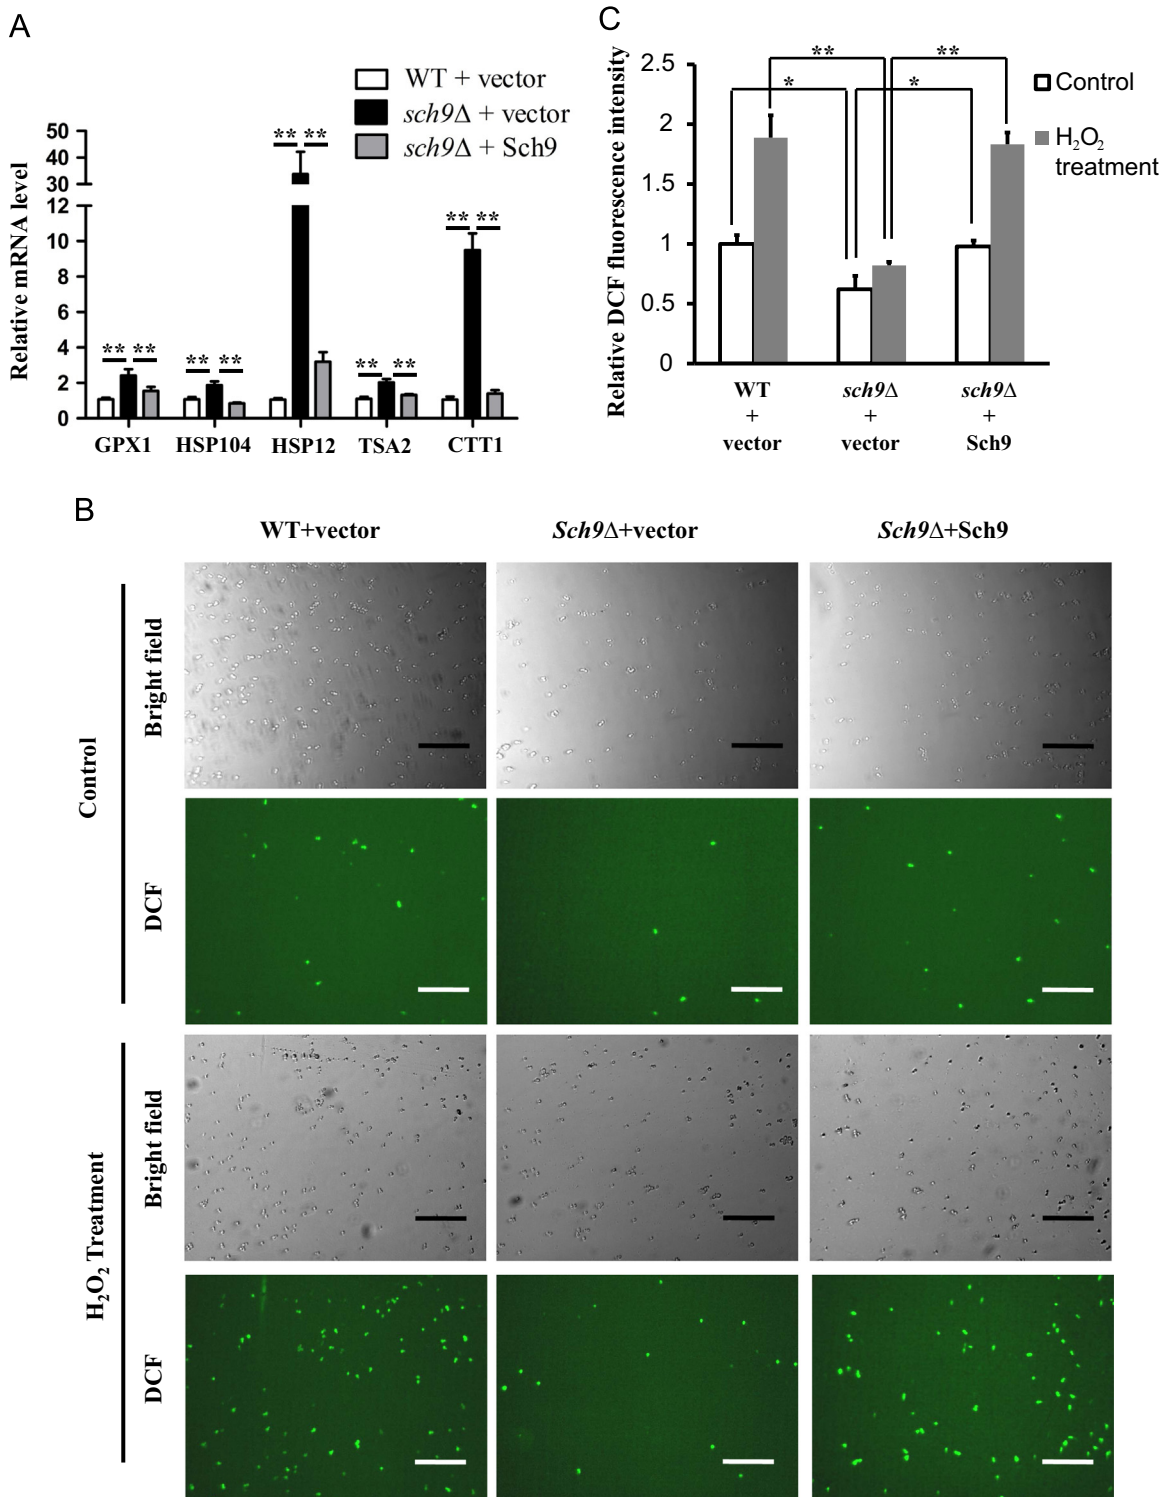 A
WT + vector
sch9Δ + vector
sch9Δ + Sch9
Relative mRNA level
50
40
30
12
10
8
6
4
2
0
** **
** **
** **
** **
** **
GPX1 HSP104 HSP12 TSA2 CTT1
C
Relative DCF fluorescence intensity
2.5
2
1.5
1
0.5
0
** **
* *
Control
H₂O₂
treatment
WT
+
vector
sch9Δ
+
vector
sch9Δ
+
Sch9
B
WT+vector Sch9Δ+vector Sch9Δ+Sch9
Control
Bright field
DCF
H₂O₂ Treatment
Bright field
DCF